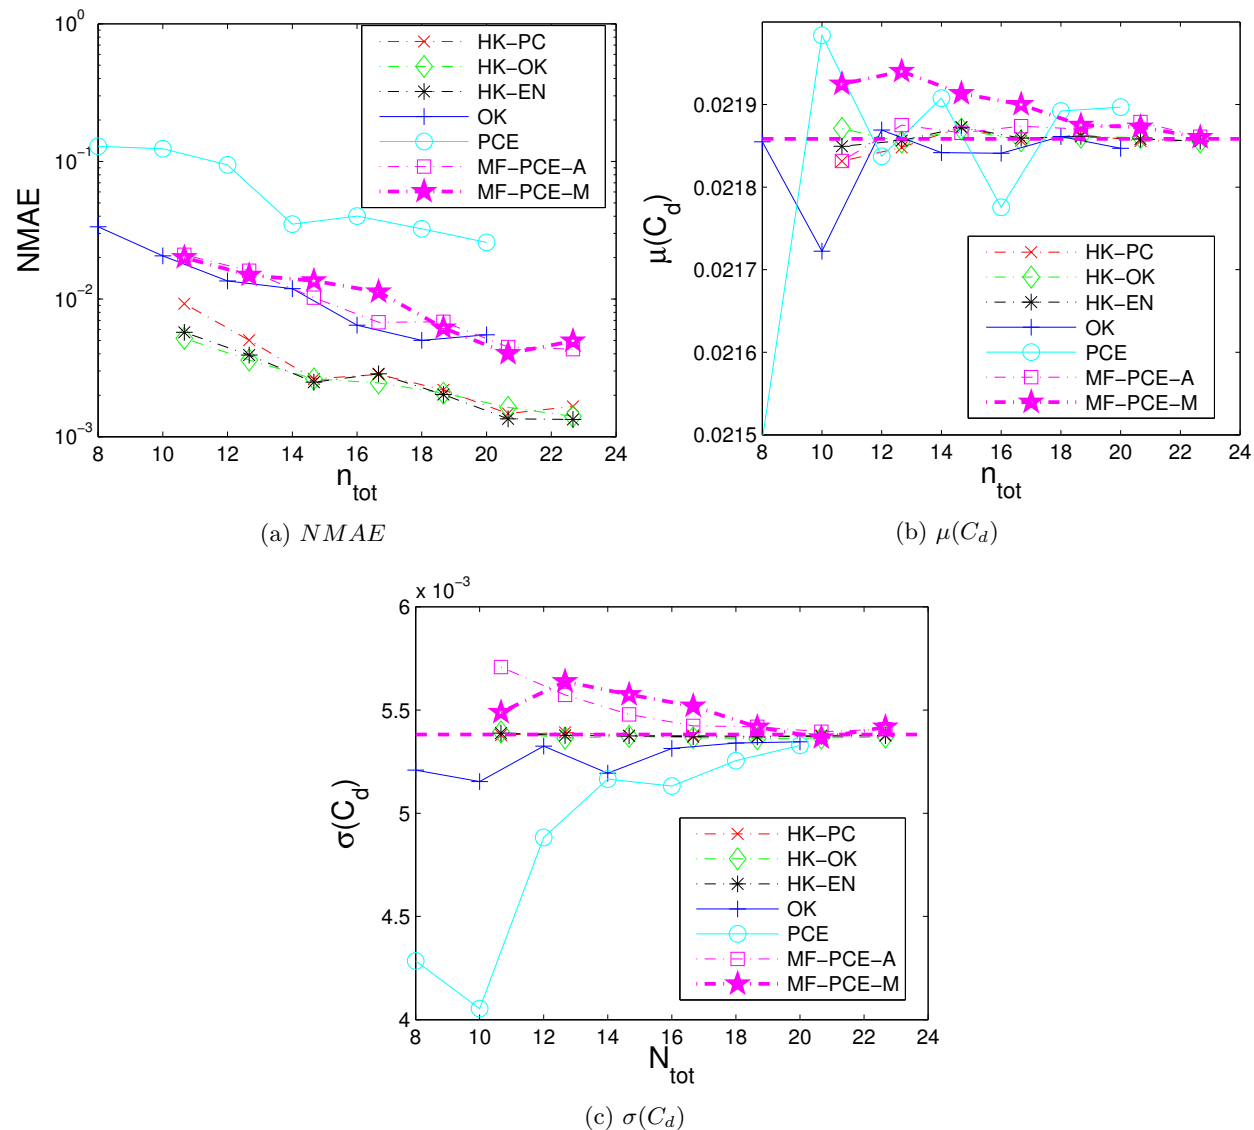 10^0
10^-1
10^-2
10^-3
NMAE
8 10 12 14 16 18 20 22 24
n_tot
HK-PC
HK-OK
HK-EN
OK
PCE
MF-PCE-A
MF-PCE-M
(a) NMAE
0.0219
0.0218
0.0217
0.0216
0.0215
μ(C_d)
8 10 12 14 16 18 20 22 24
n_tot
HK-PC
HK-OK
HK-EN
OK
PCE
MF-PCE-A
MF-PCE-M
(b) μ(C_d)
x 10^-3
6
5.5
5
4.5
4
σ(C_d)
8 10 12 14 16 18 20 22 24
N_tot
HK-PC
HK-OK
HK-EN
OK
PCE
MF-PCE-A
MF-PCE-M
(c) σ(C_d)